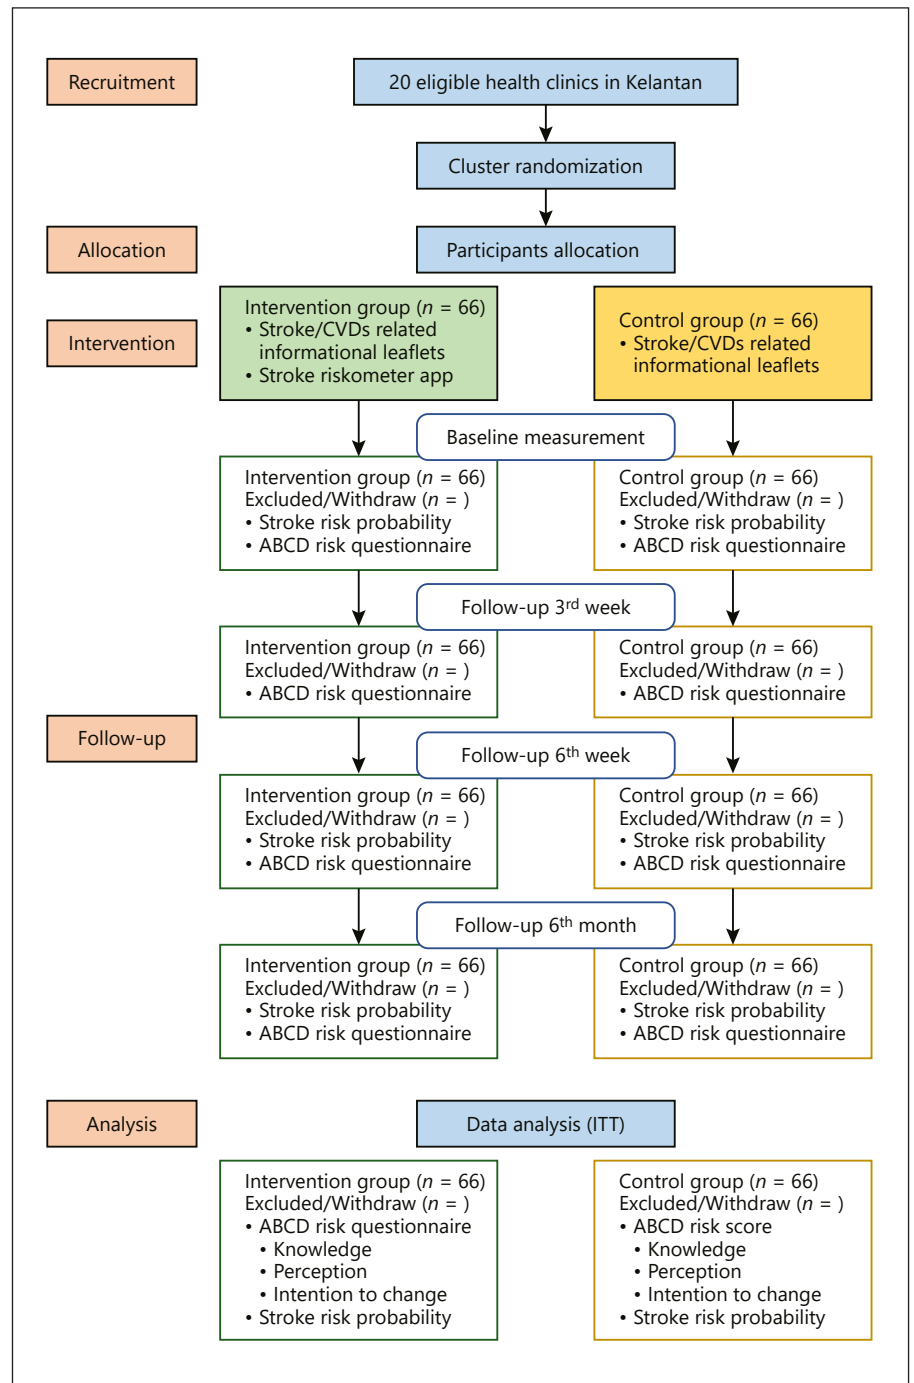 Recruitment
20 eligible health clinics in Kelantan
Cluster randomization
Allocation
Participants allocation
Intervention
Intervention group (n = 66)
• Stroke/CVDs related
informational leaflets
• Stroke riskometer app
Control group (n = 66)
• Stroke/CVDs related
informational leaflets
Baseline measurement
Intervention group (n = 66)
Excluded/Withdraw (n = )
• Stroke risk probability
• ABCD risk questionnaire
Control group (n = 66)
Excluded/Withdraw (n = )
• Stroke risk probability
• ABCD risk questionnaire
Follow-up 3rd week
Intervention group (n = 66)
Excluded/Withdraw (n = )
• ABCD risk questionnaire
Control group (n = 66)
Excluded/Withdraw (n = )
• ABCD risk questionnaire
Follow-up
Follow-up 6th week
Intervention group (n = 66)
Excluded/Withdraw (n = )
• Stroke risk probability
• ABCD risk questionnaire
Control group (n = 66)
Excluded/Withdraw (n = )
• Stroke risk probability
• ABCD risk questionnaire
Follow-up 6th month
Intervention group (n = 66)
Excluded/Withdraw (n = )
• Stroke risk probability
• ABCD risk questionnaire
Control group (n = 66)
Excluded/Withdraw (n = )
• Stroke risk probability
• ABCD risk questionnaire
Analysis
Data analysis (ITT)
Intervention group (n = 66)
Excluded/Withdraw (n = )
• ABCD risk questionnaire
• Knowledge
• Perception
• Intention to change
• Stroke risk probability
Control group (n = 66)
Excluded/Withdraw (n = )
• ABCD risk score
• Knowledge
• Perception
• Intention to change
• Stroke risk probability